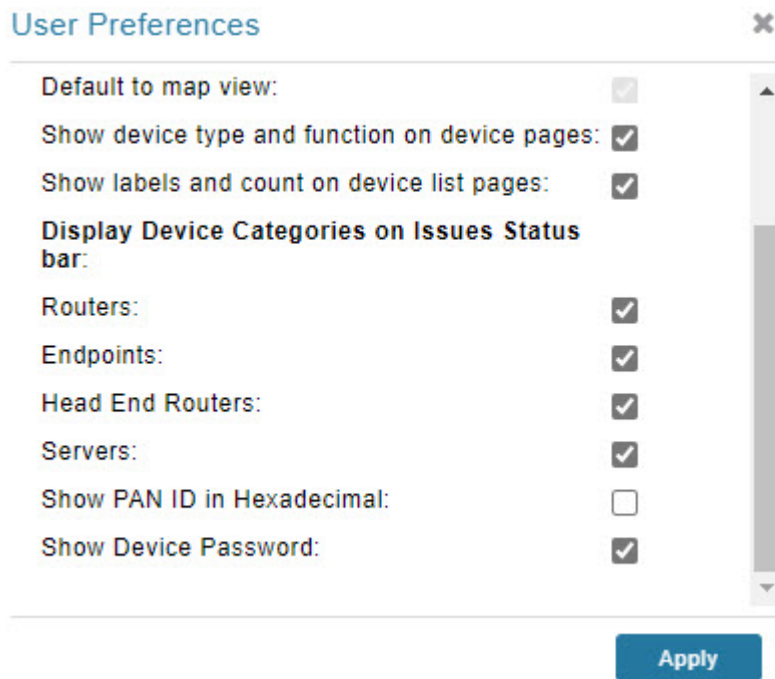 User Preferences
Default to map view:
Show device type and function on device pages:
Show labels and count on device list pages:
Display Device Categories on Issues Status
bar:
Routers:
Endpoints:
Head End Routers:
Servers:
Show PAN ID in Hexadecimal:
Show Device Password:
Apply